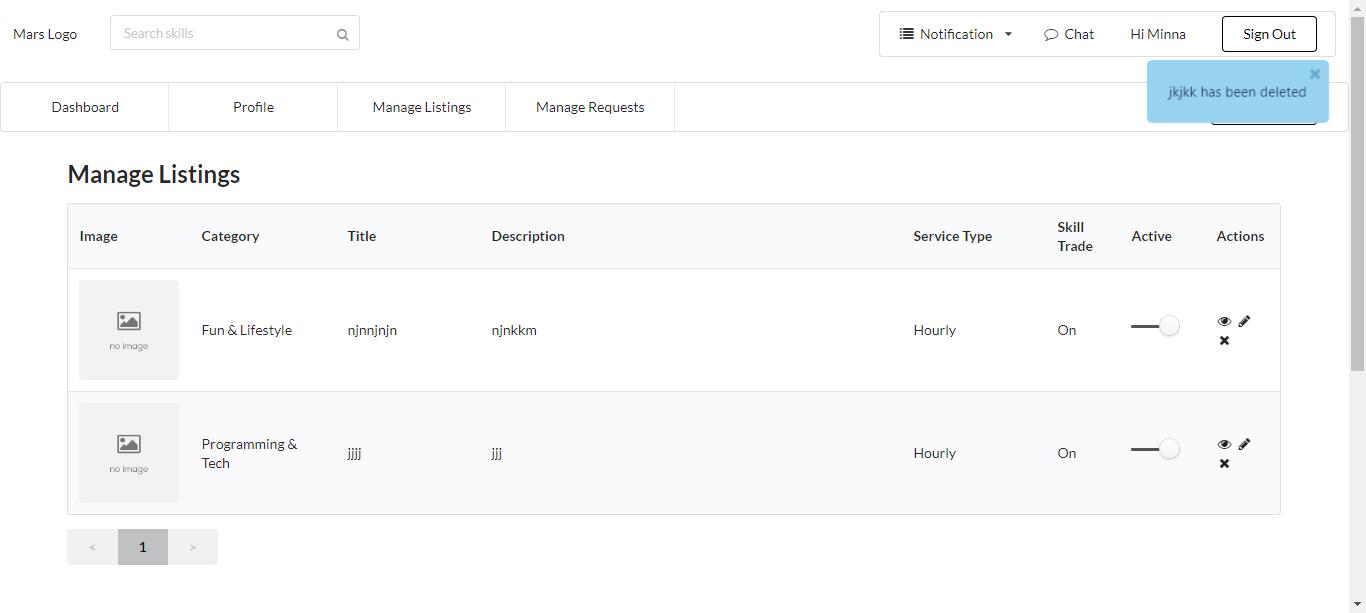 Mars Logo
Search skills
Notification
Chat
Hi Minna
Sign Out
jkjkk has been deleted
Dashboard
Profile
Manage Listings
Manage Requests
Manage Listings
Image
Category
Title
Description
Service Type
Skill
Trade
Active
Actions
no image
Fun & Lifestyle
njnnjnjn
njnkkm
Hourly
On
no image
Programming &
Tech
jjjj
jjj
Hourly
On
< 1 >